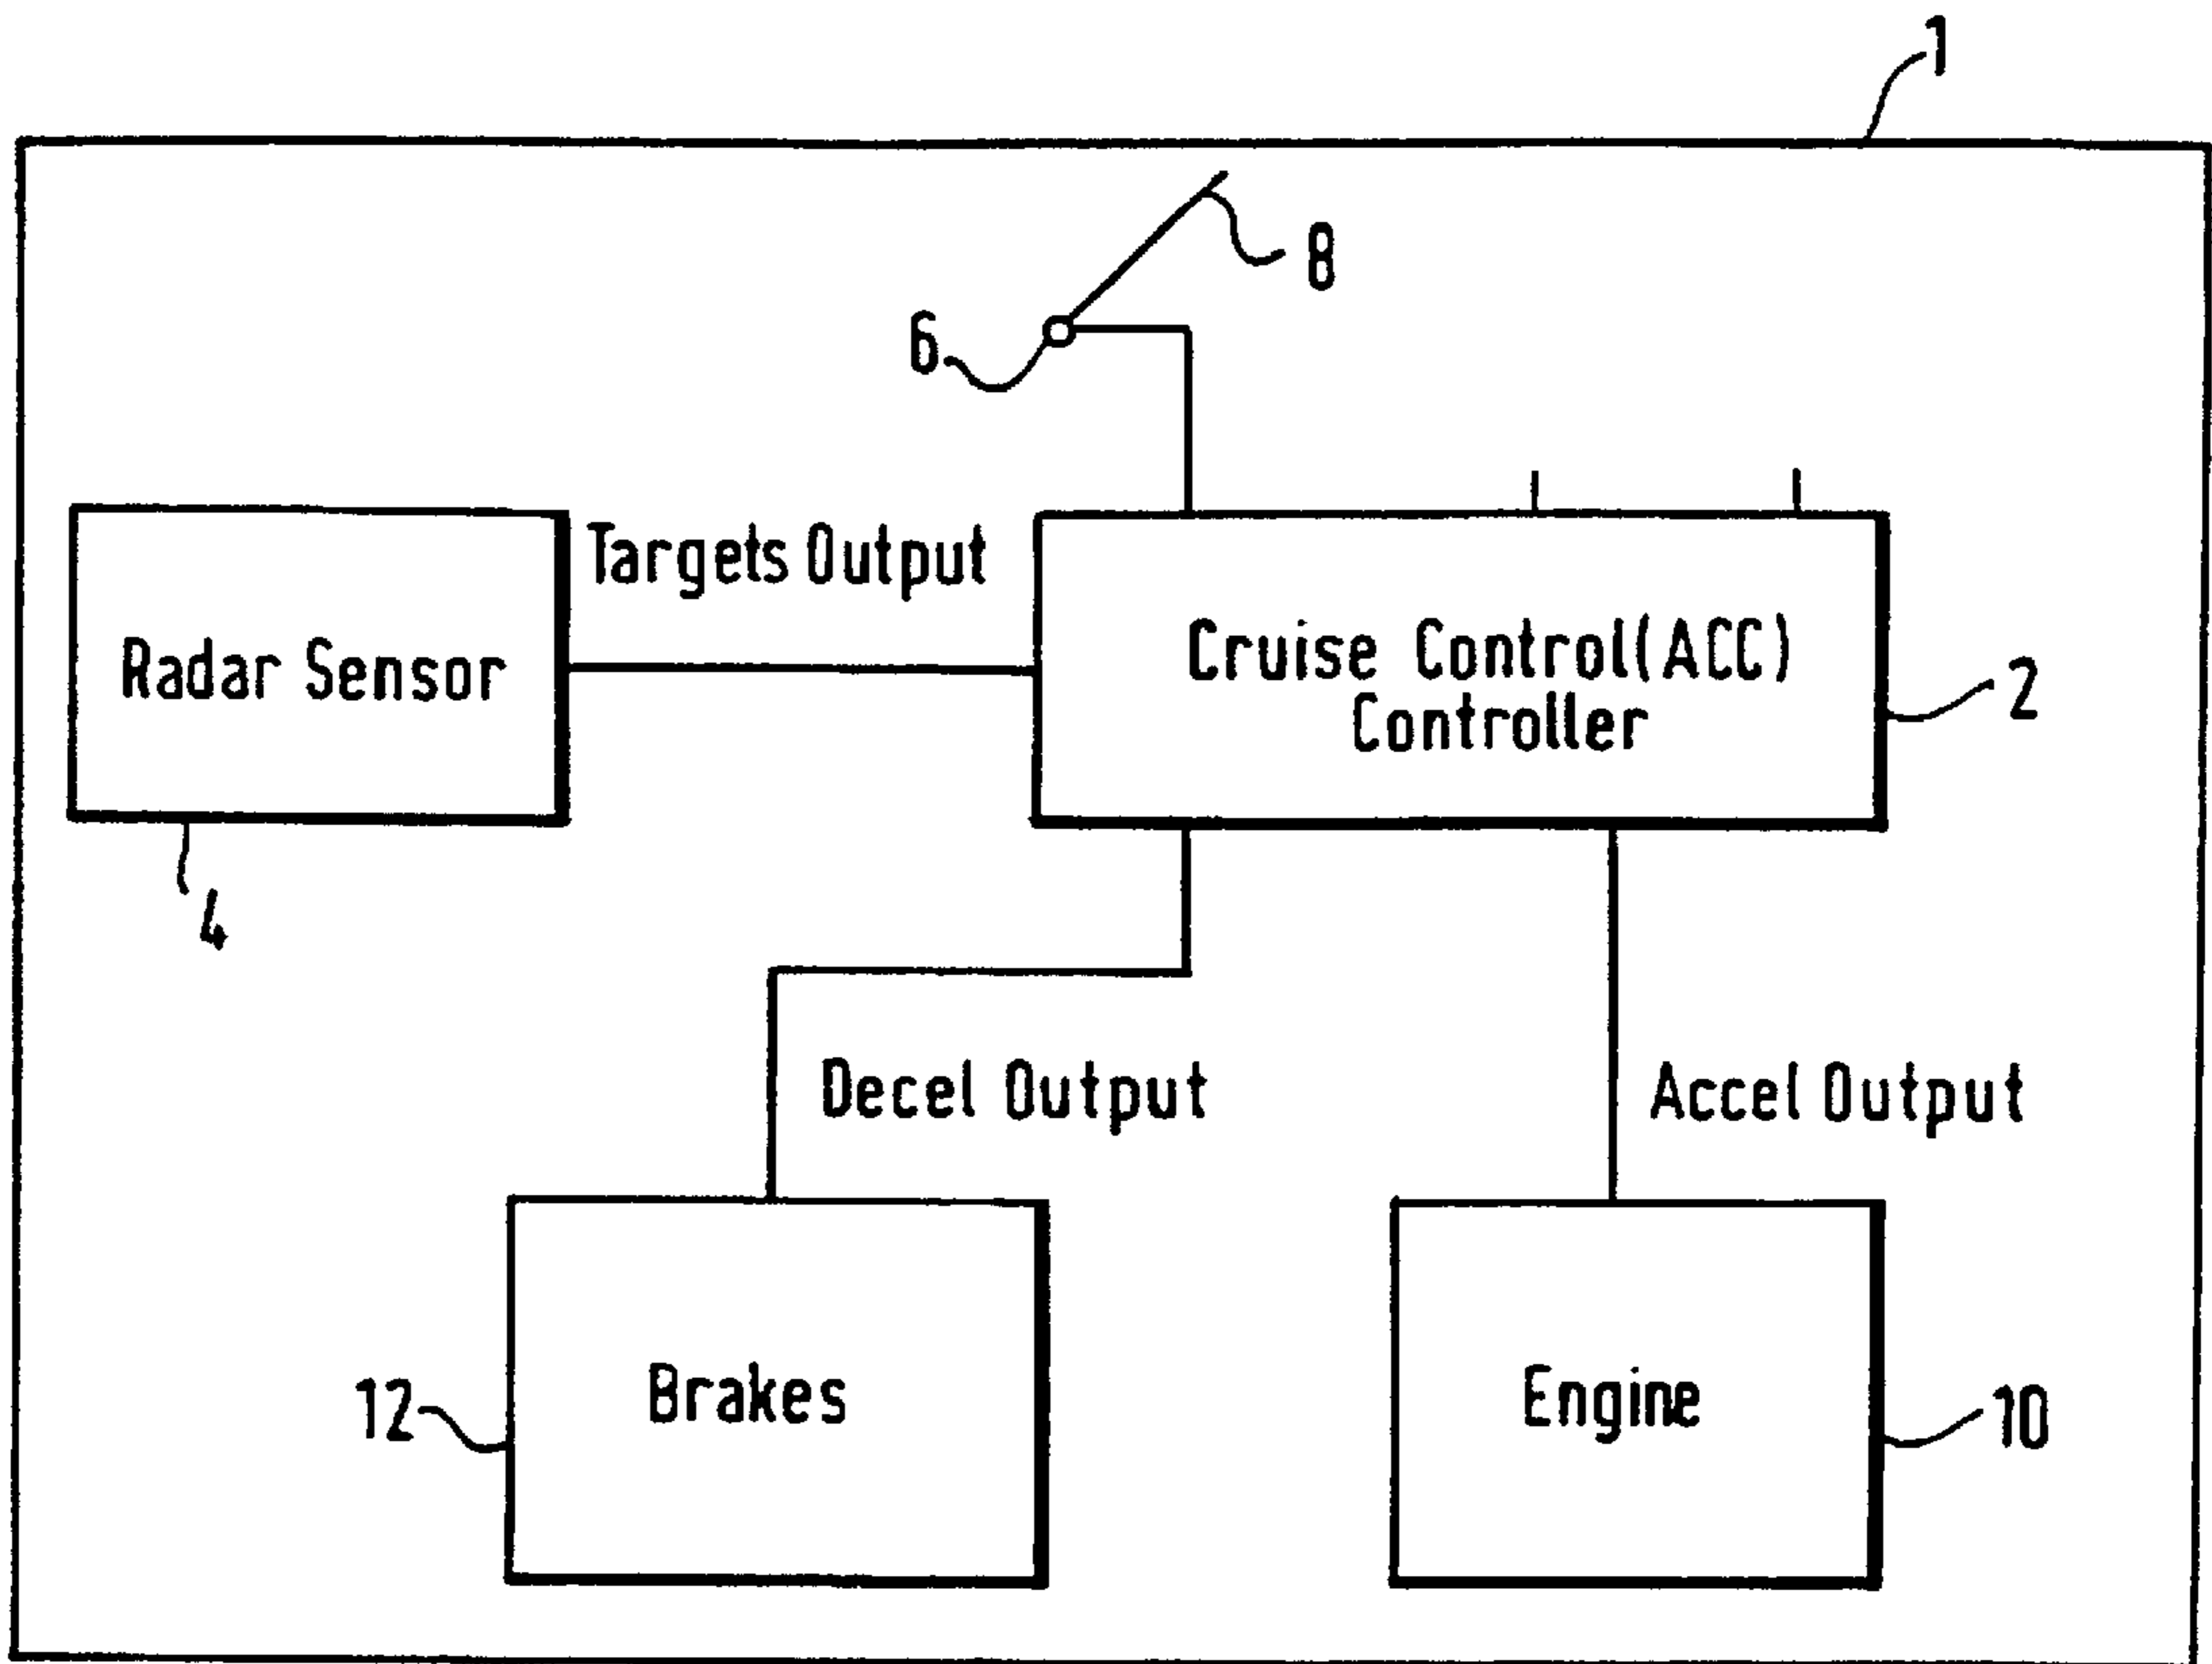 1
8
6
Targets Output
Radar Sensor
Cruise Control(ACC)
Controller
2
4
Decel Output
Accel Output
Brakes
Engine
12
10